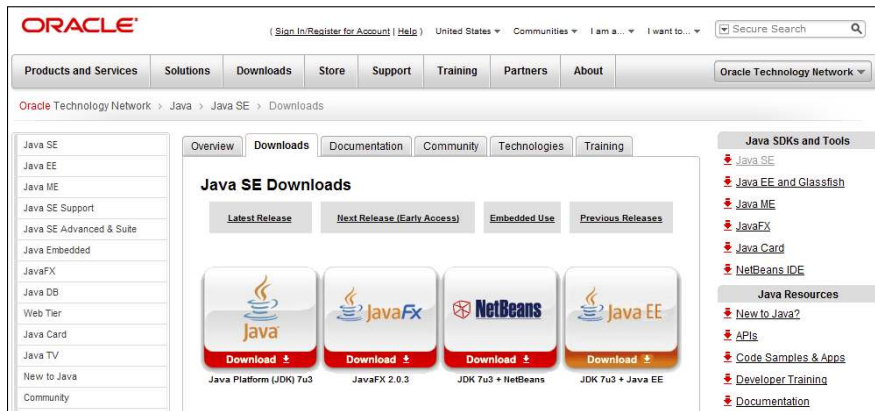 ORACLE
( Sign In/Register for Account | Help ) United States Communities I am a... I want to... Secure Search
Products and Services Solutions Downloads Store Support Training Partners About Oracle Technology Network
Oracle Technology Network > Java > Java SE > Downloads
Java SE
Java EE
Java ME
Java SE Support
Java SE Advanced & Suite
Java Embedded
JavaFX
Java DB
Web Tier
Java Card
Java TV
New to Java
Community
Overview Downloads Documentation Community Technologies Training
Java SE Downloads
Latest Release Next Release (Early Access) Embedded Use Previous Releases
Java JavaFX NetBeans Java EE
Download Download Download Download
Java Platform (JDK) 7u3 JavaFX 2.0.3 JDK 7u3 + NetBeans JDK 7u3 + Java EE
Java SDKs and Tools
Java SE
Java EE and Glassfish
Java ME
JavaFX
Java Card
NetBeans IDE
Java Resources
New to Java?
APIs
Code Samples & Apps
Developer Training
Documentation